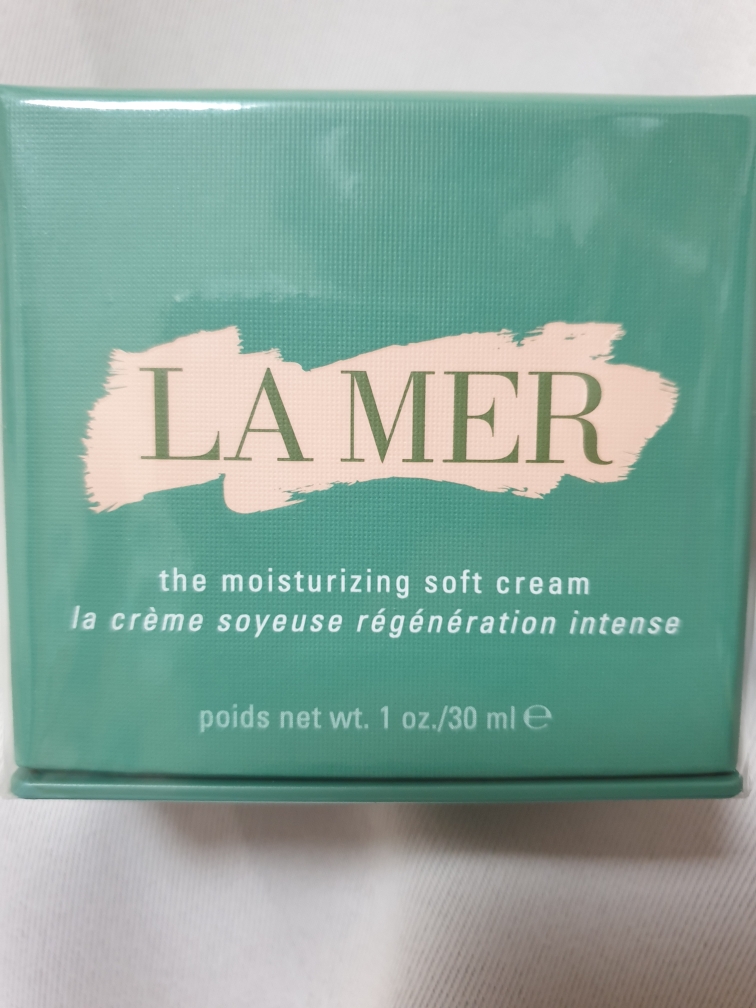 LA MER
the moisturizing soft cream
la crème soyeuse régénération intense
poids net wt. 1 oz./30 ml ℮